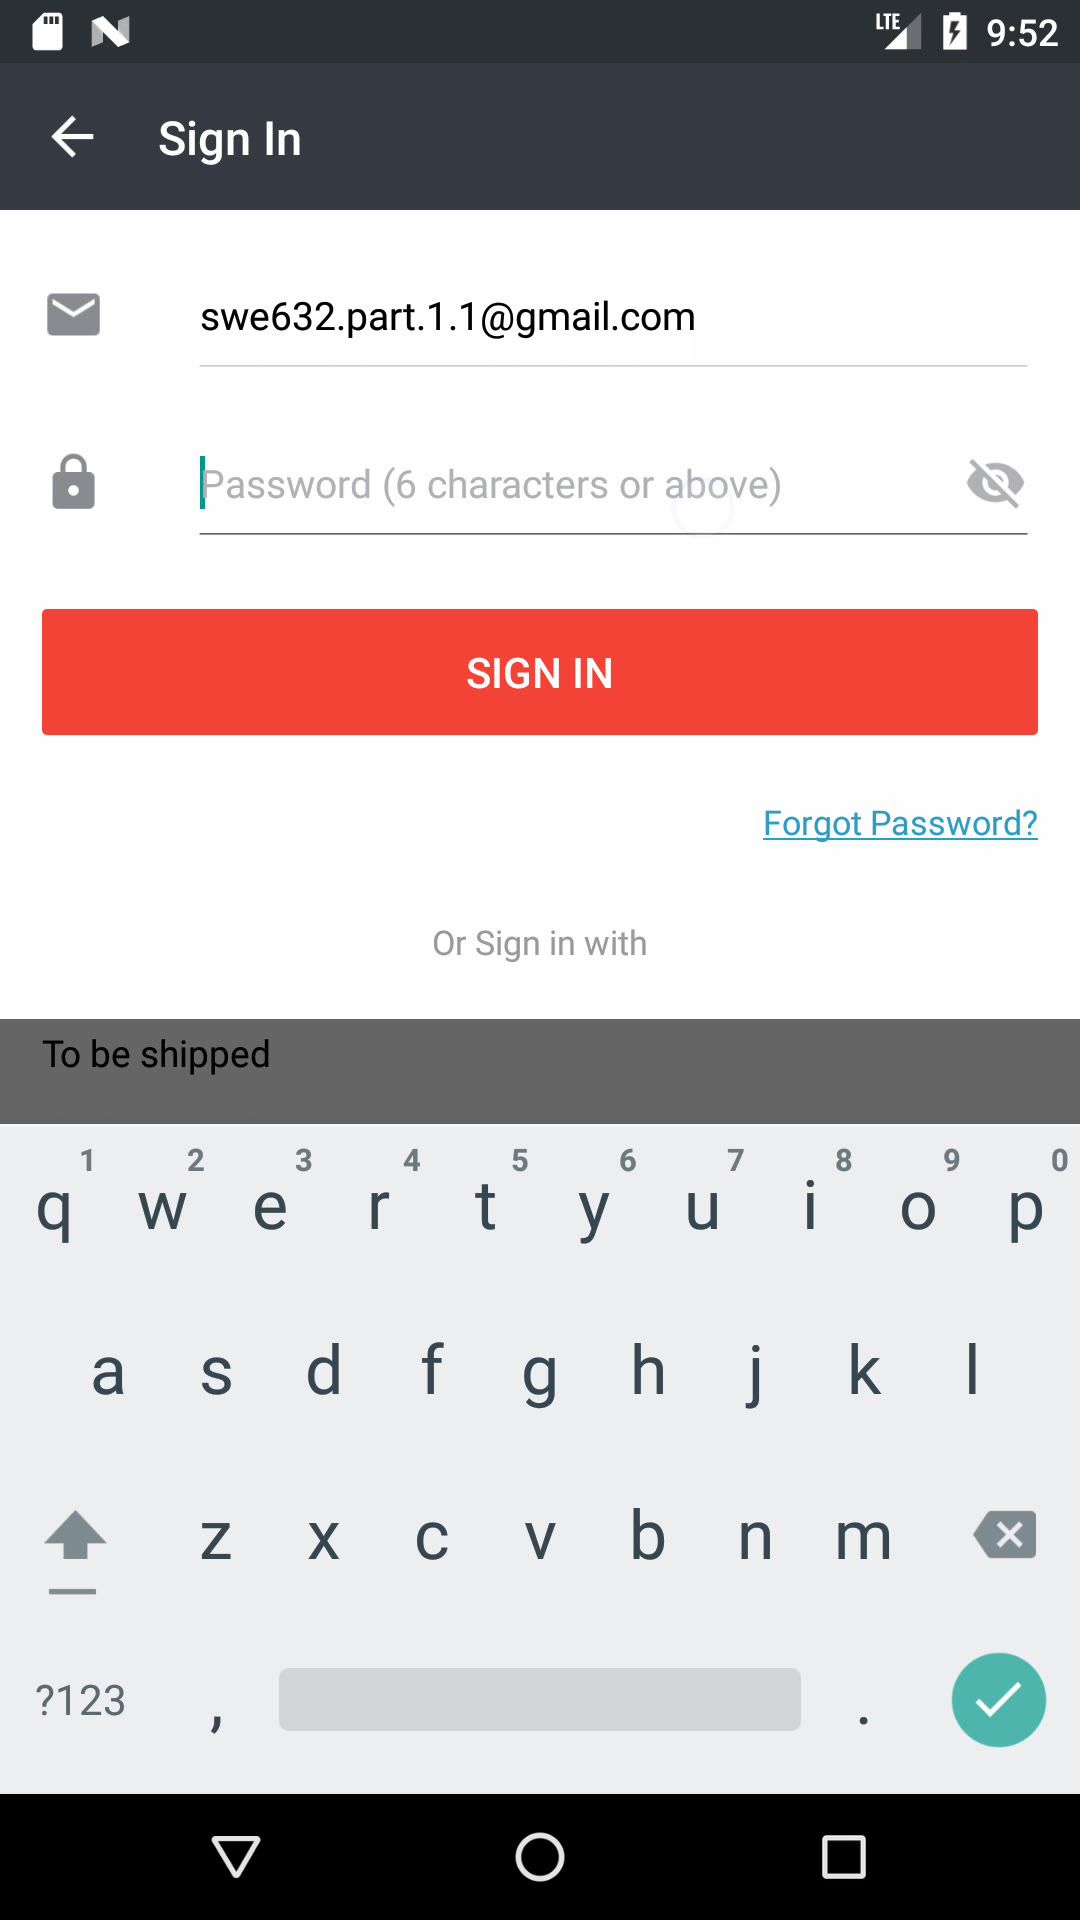 LTE 9:52
Sign In
swe632.part.1.1@gmail.com
Password (6 characters or above)
SIGN IN
Forgot Password?
Or Sign in with
To be shipped
1 2 3 4 5 6 7 8 9 0
q w e r t y u i o p
a s d f g h j k l
z x c v b n m
?123 , .